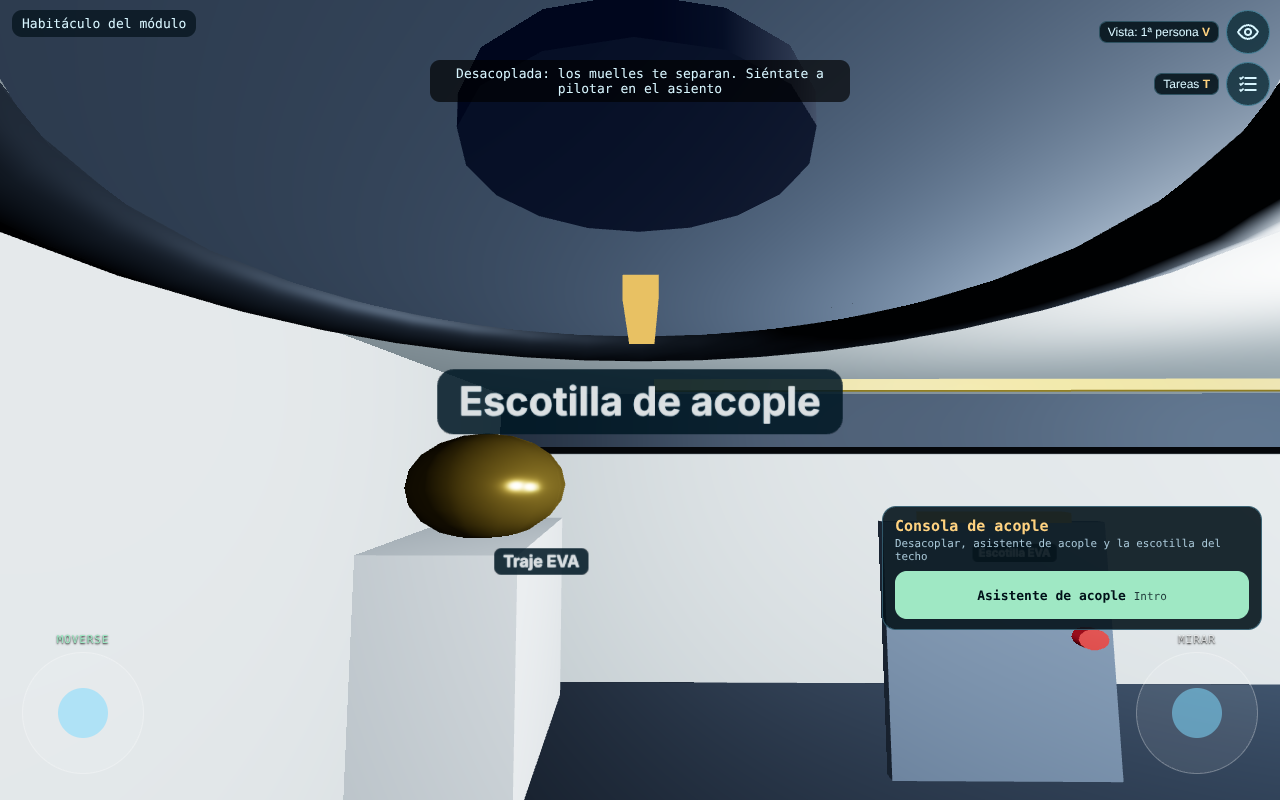 Habitáculo del módulo
Vista: 1ª persona V
Desacoplada: los muelles te separan. Siéntate a
pilotar en el asiento
Tareas T
Escotilla de acople
Traje EVA
Consola de acople
Desacoplar, asistente de acople y la escotilla del
techo
Escotilla EVA
Asistente de acople Intro
MOVERSE
MIRAR